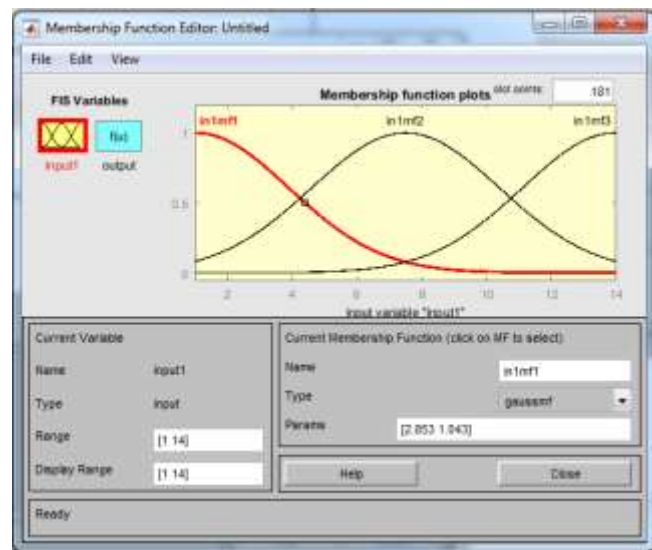 Membership Function Editor: Untitled
File Edit View
FIS Variables
Membership function plots
plot points:
181
f(u)
input1
output
in1mf1
in1mf2
in1mf3
1
0.5
0
2 4 6 8 10 12 14
input variable "input1"
Current Variable
Name input1
Type input
Range [1 14]
Display Range [1 14]
Current Membership Function (click on MF to select)
Name in1mf1
Type gaussmf
Params [2.853 1.043]
Help
Close
Ready